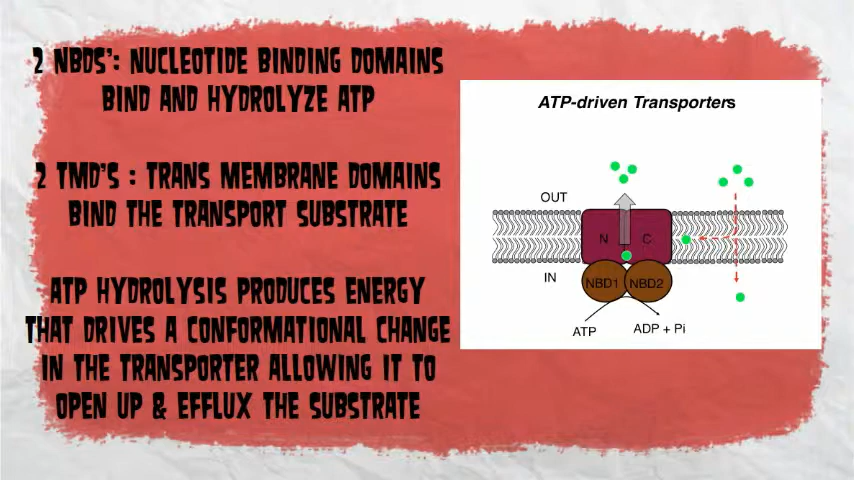 2 NBDS': NUCLEOTIDE BINDING DOMAINS
BIND AND HYDROLYZE ATP
2 TMD'S : TRANS MEMBRANE DOMAINS
BIND THE TRANSPORT SUBSTRATE
ATP HYDROLYSIS PRODUCES ENERGY
THAT DRIVES A CONFORMATIONAL CHANGE
IN THE TRANSPORTER ALLOWING IT TO
OPEN UP & EFFLUX THE SUBSTRATE
ATP-driven Transporters
OUT
N C
IN
NBD1 NBD2
ATP
ADP + Pi